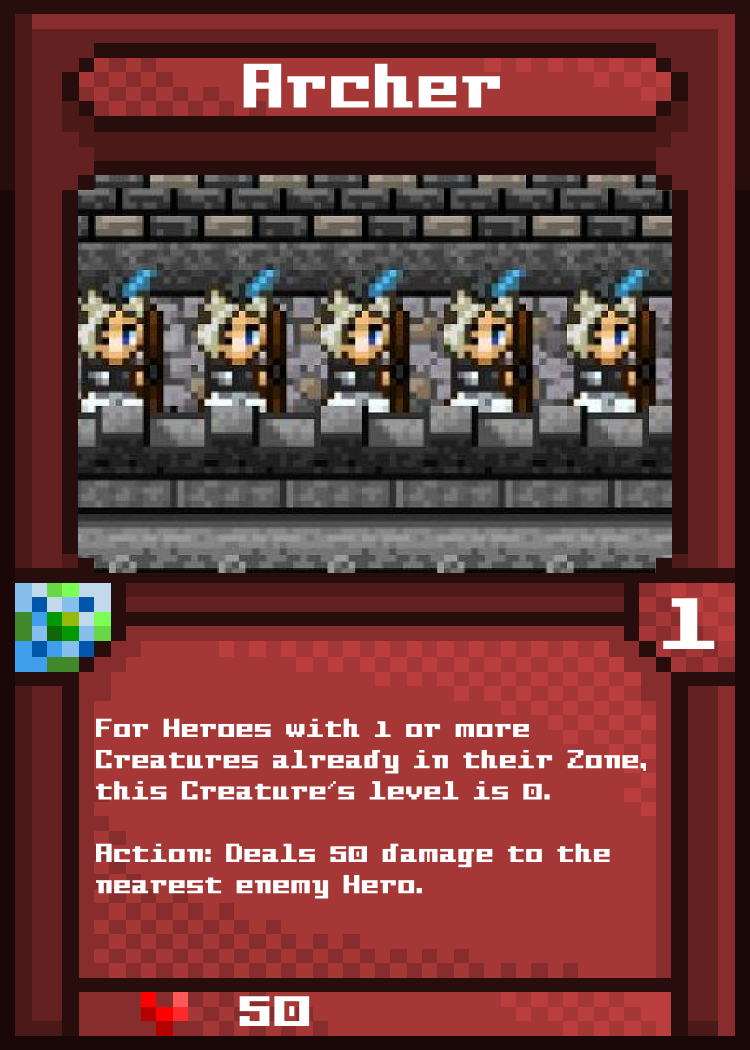 Archer
1
For Heroes with 1 or more
Creatures already in their Zone,
this Creature's level is 0.
Action: Deals 50 damage to the
nearest enemy Hero.
50